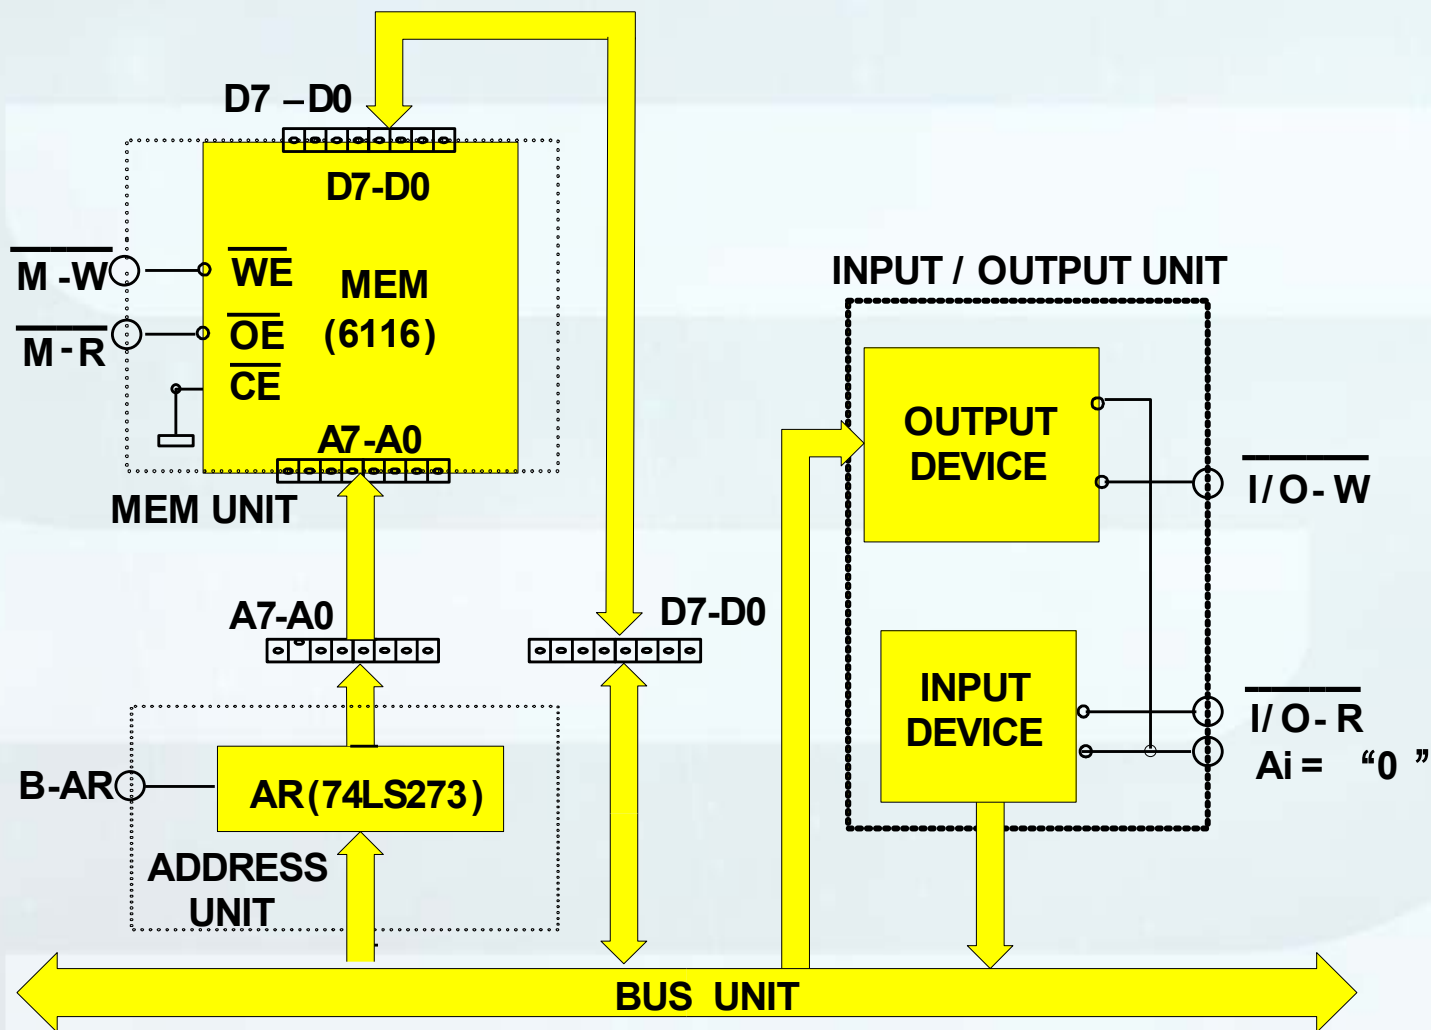 D7 –D0
D7-D0
M -W
WE
MEM
(6116)
M-R
OE
CE
A7-A0
MEM UNIT
INPUT / OUTPUT UNIT
OUTPUT
DEVICE
I/O-W
A7-A0
D7-D0
INPUT
DEVICE
I/O-R
Ai = “0 ”
B-AR
AR(74LS273)
ADDRESS
UNIT
BUS UNIT